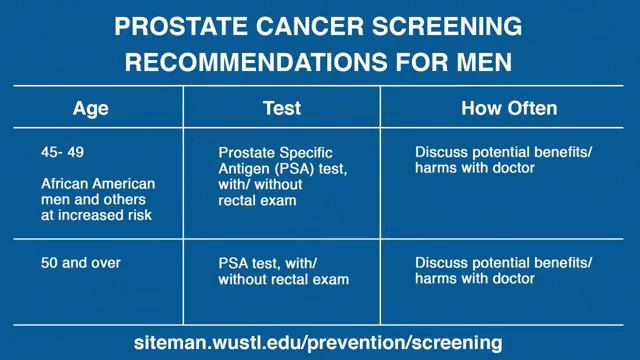 PROSTATE CANCER SCREENING
RECOMMENDATIONS FOR MEN
Age
Test
How Often
45- 49
African American
men and others
at increased risk
Prostate Specific
Antigen (PSA) test,
with/ without
rectal exam
Discuss potential benefits/
harms with doctor
50 and over
PSA test, with/
without rectal exam
Discuss potential benefits/
harms with doctor
siteman.wustl.edu/prevention/screening